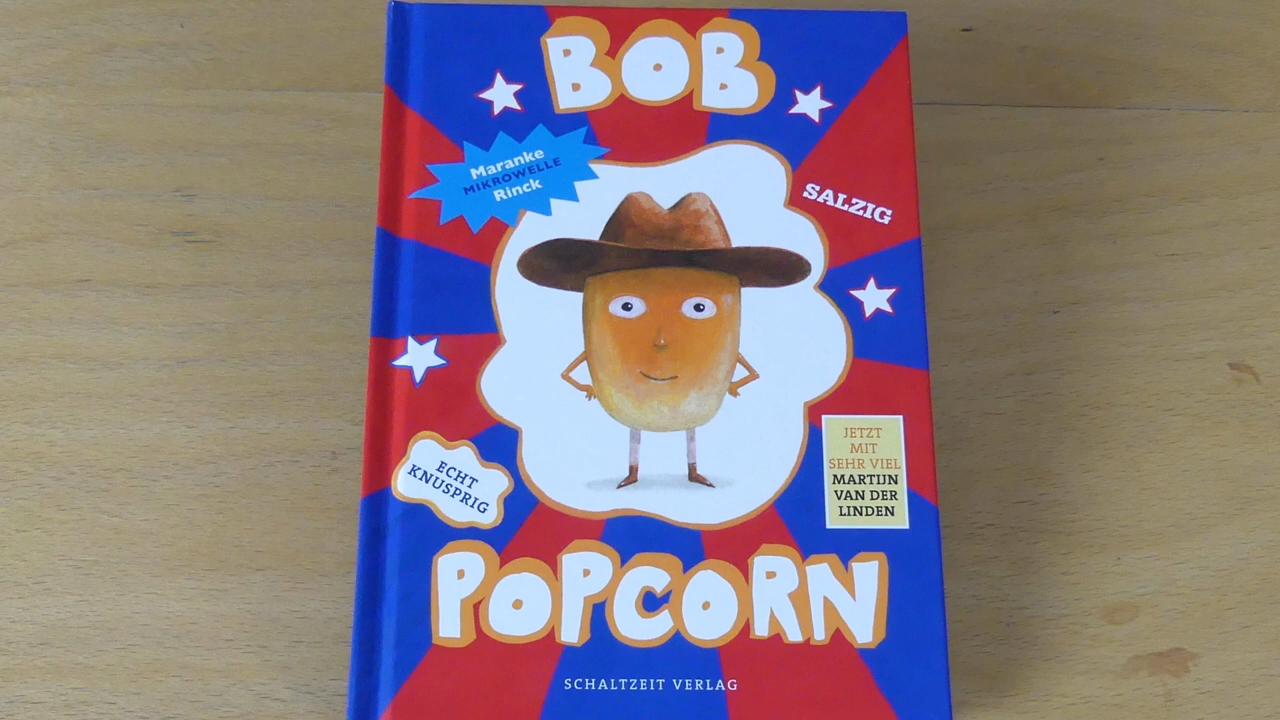 BOB
Maranke
MIKROWELLE
Rinck
SALZIG
ECHT
KNUSPRIG
JETZT
MIT
SEHR VIEL
MARTIJN
VAN DER
LINDEN
POPCORN
SCHALTZEIT VERLAG